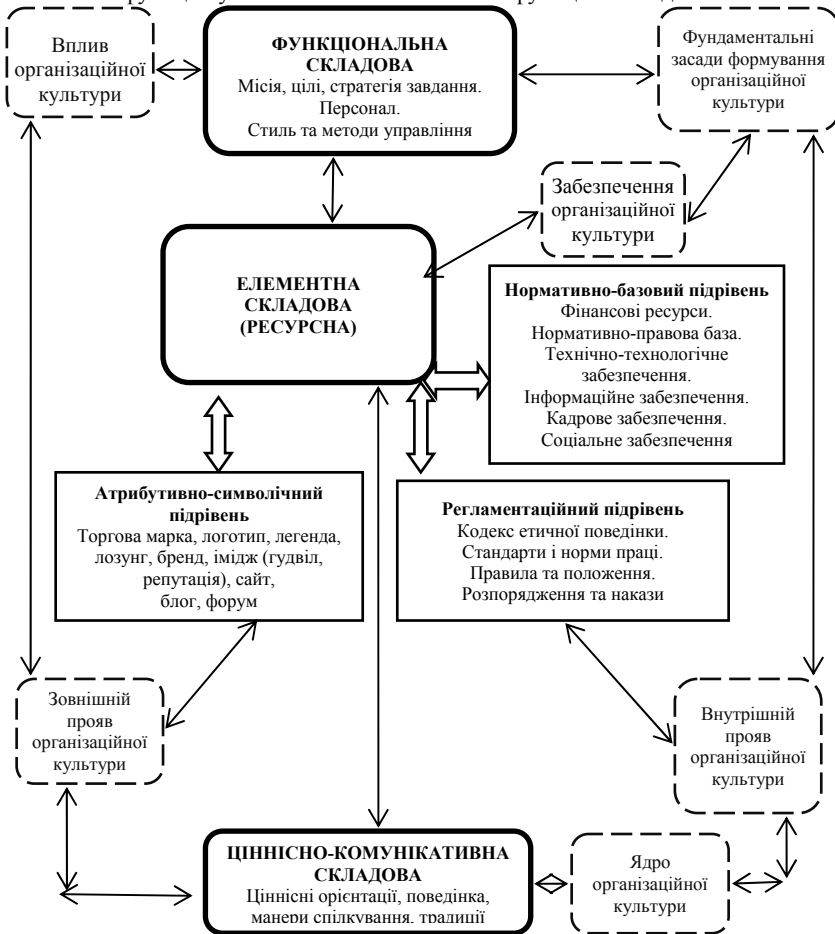 Вплив
організаційної
культури
ФУНКЦІОНАЛЬНА
СКЛАДОВА
Місія, цілі, стратегія завдання.
Персонал.
Стиль та методи управління
Фундаментальні
засади формування
організаційної
культури
Забезпечення
організаційної
культури
ЕЛЕМЕНТНА
СКЛАДОВА
(РЕСУРСНА)
Нормативно-базовий підрівень
Фінансові ресурси.
Нормативно-правова база.
Технічно-технологічне
забезпечення.
Інформаційне забезпечення.
Кадрове забезпечення.
Соціальне забезпечення
Атрибутивно-символічний
підрівень
Торгова марка, логотип, легенда,
лозунг, бренд, імідж (гудвіл,
репутація), сайт,
блог, форум
Регламентаційний підрівень
Кодекс етичної поведінки.
Стандарти і норми праці.
Правила та положення.
Розпорядження та накази
Зовнішній
прояв
організаційної
культури
Внутрішній
прояв
організаційної
культури
ЦІННІСНО-КОМУНІКАТИВНА
СКЛАДОВА
Ціннісні орієнтації, поведінка,
манери спілкування, традиції
Ядро
організаційної
культури